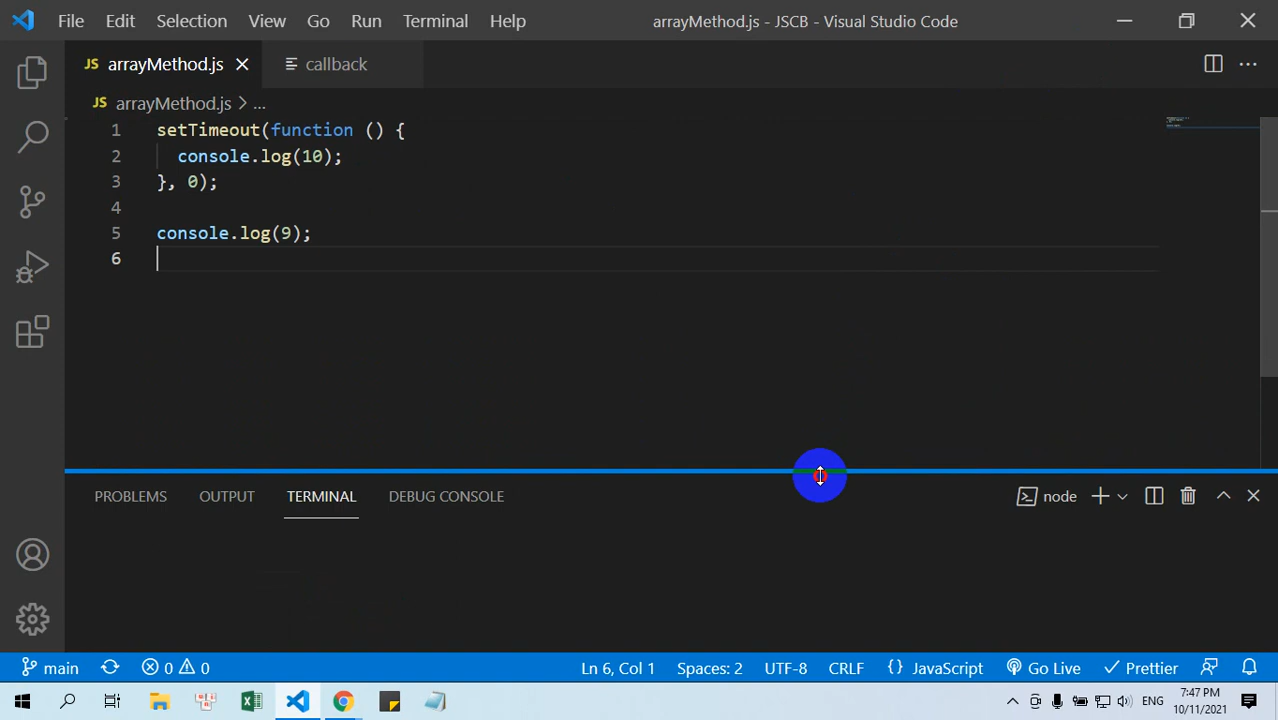 File Edit Selection View Go Run Terminal Help arrayMethod.js - JSCB - Visual Studio Code
JS arrayMethod.js callback
JS arrayMethod.js > ...
1 setTimeout(function () {
2 console.log(10);
3 }, 0);
4
5 console.log(9);
6
PROBLEMS OUTPUT TERMINAL DEBUG CONSOLE node
main 0 0 Ln 6, Col 1 Spaces: 2 UTF-8 CRLF {} JavaScript Go Live Prettier
ENG 7:47 PM
10/11/2021